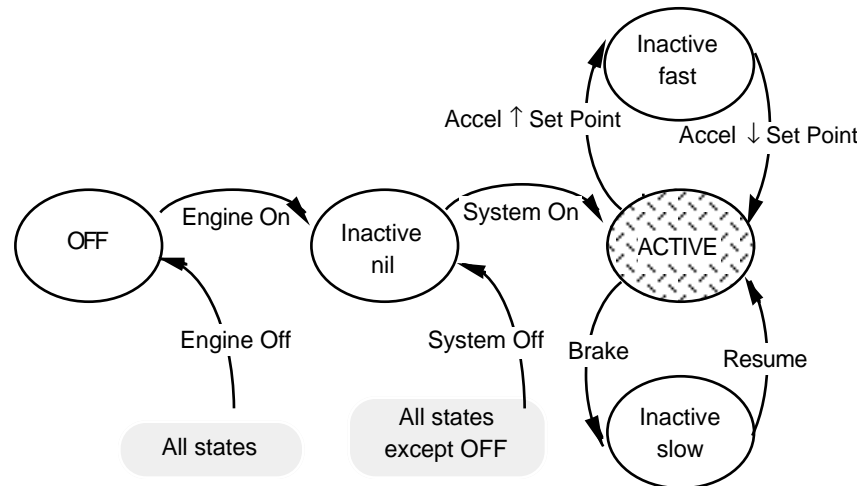 Inactive
fast
Accel ↑ Set Point
Accel ↓ Set Point
OFF
Engine On
Inactive
nil
System On
ACTIVE
Engine Off
System Off
Brake
Resume
All states
All states
except OFF
Inactive
slow